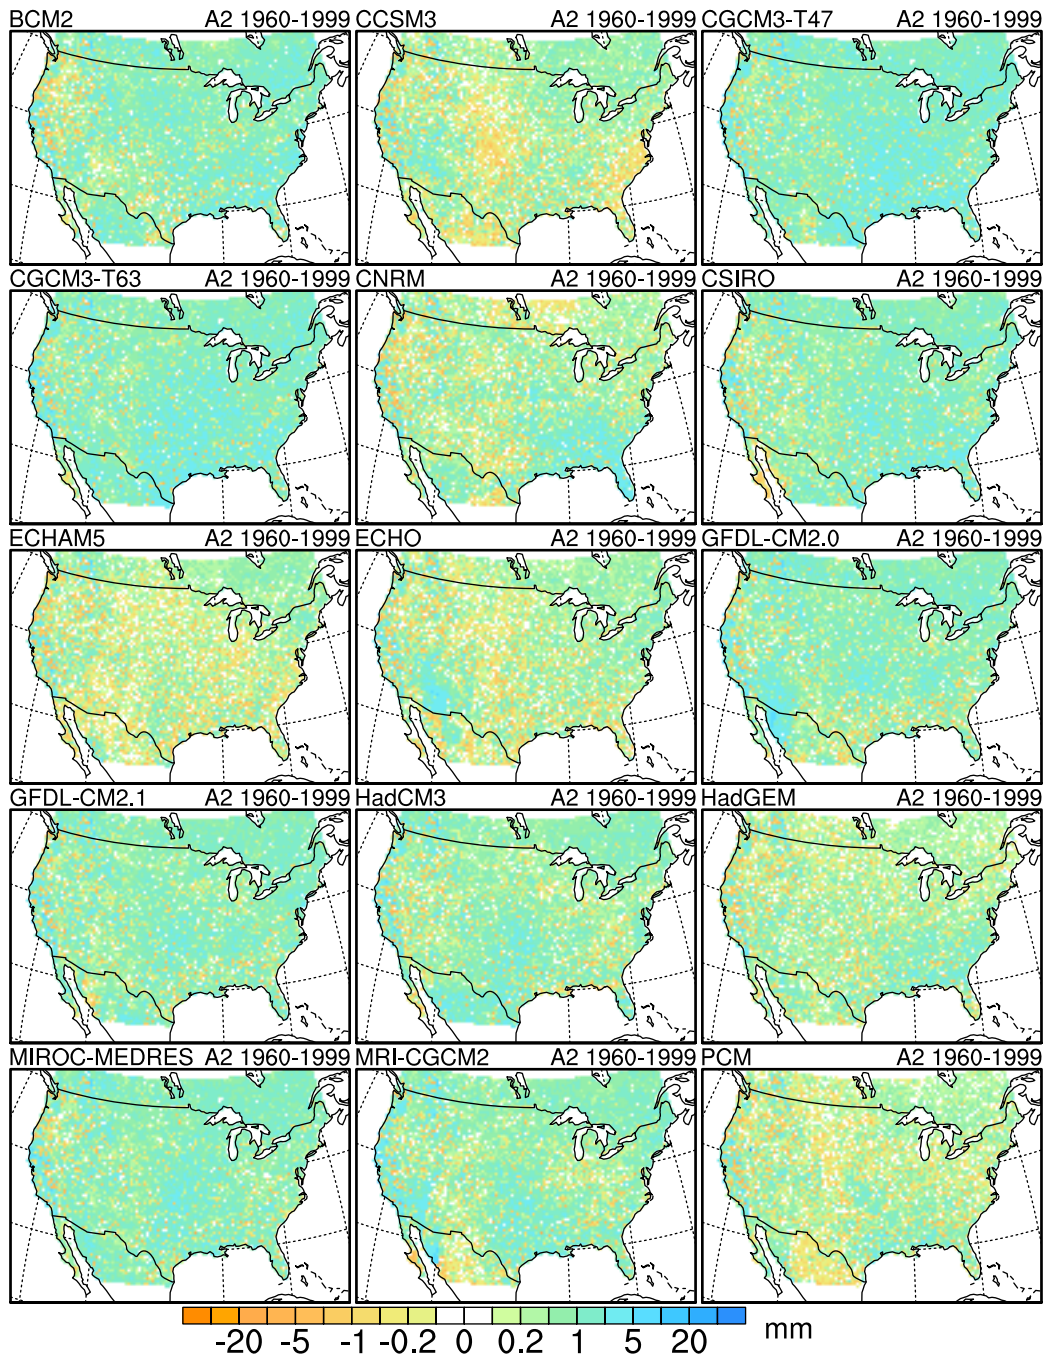 BCM2 A2 1960-1999 CCSM3 A2 1960-1999 CGCM3-T47 A2 1960-1999
CGCM3-T63 A2 1960-1999 CNRM A2 1960-1999 CSIRO A2 1960-1999
ECHAM5 A2 1960-1999 ECHO A2 1960-1999 GFDL-CM2.0 A2 1960-1999
GFDL-CM2.1 A2 1960-1999 HadCM3 A2 1960-1999 HadGEM A2 1960-1999
MIROC-MEDRES A2 1960-1999 MRI-CGCM2 A2 1960-1999 PCM A2 1960-1999
-20 -5 -1 -0.2 0 0.2 1 5 20 mm